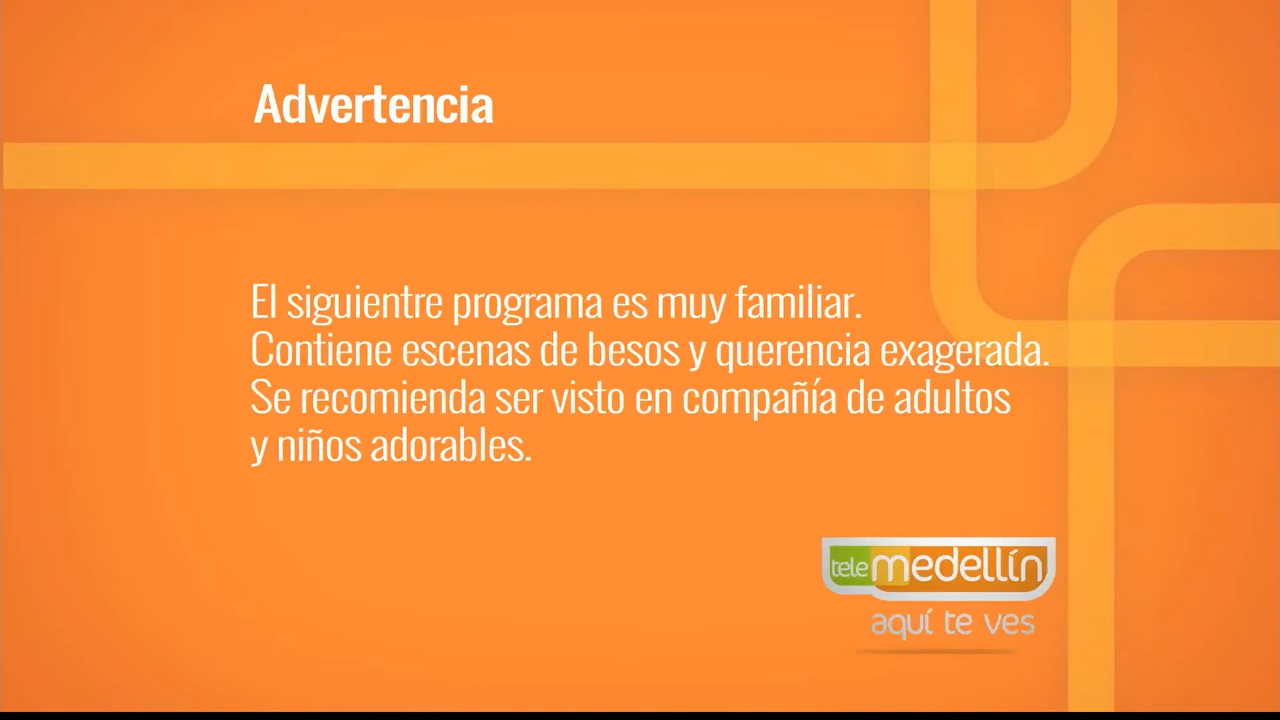 Advertencia
El siguientre programa es muy familiar.
Contiene escenas de besos y querencia exagerada.
Se recomienda ser visto en compañía de adultos
y niños adorables.
tele medellín
aquí te ves